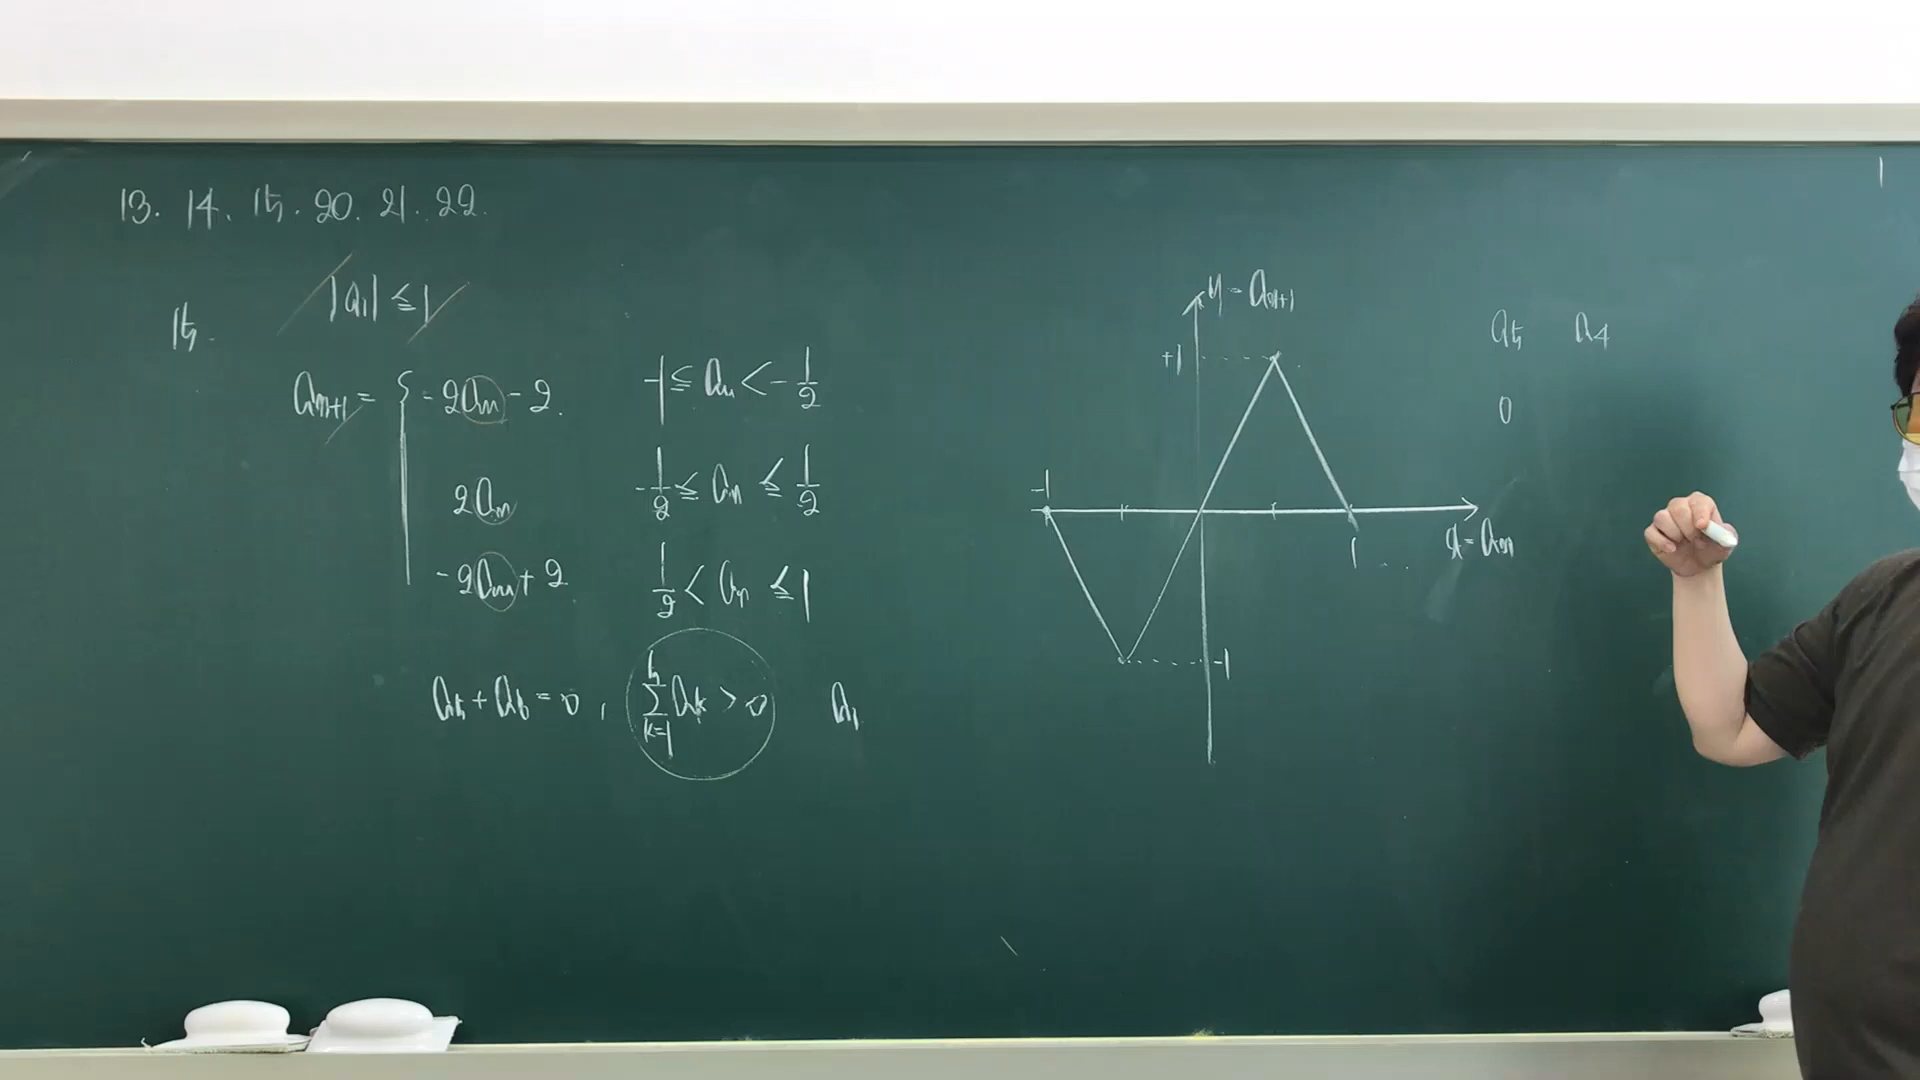 13. 14. 15. 20. 21. 22.
|a₁| ≤ 1
15.
aₙ₊₁ = { -2aₙ - 2. -1 ≤ aₙ < -1/2
2aₙ -1/2 ≤ aₙ ≤ 1/2
-2aₙ + 2 1/2 < aₙ ≤ 1
a₅ + a₆ = 0, ∑_{k=1}^{5} aₖ > 0 a₁
y = aₙ₊₁
+1
-1
1
x = aₙ
-1
a₅ a₄
0